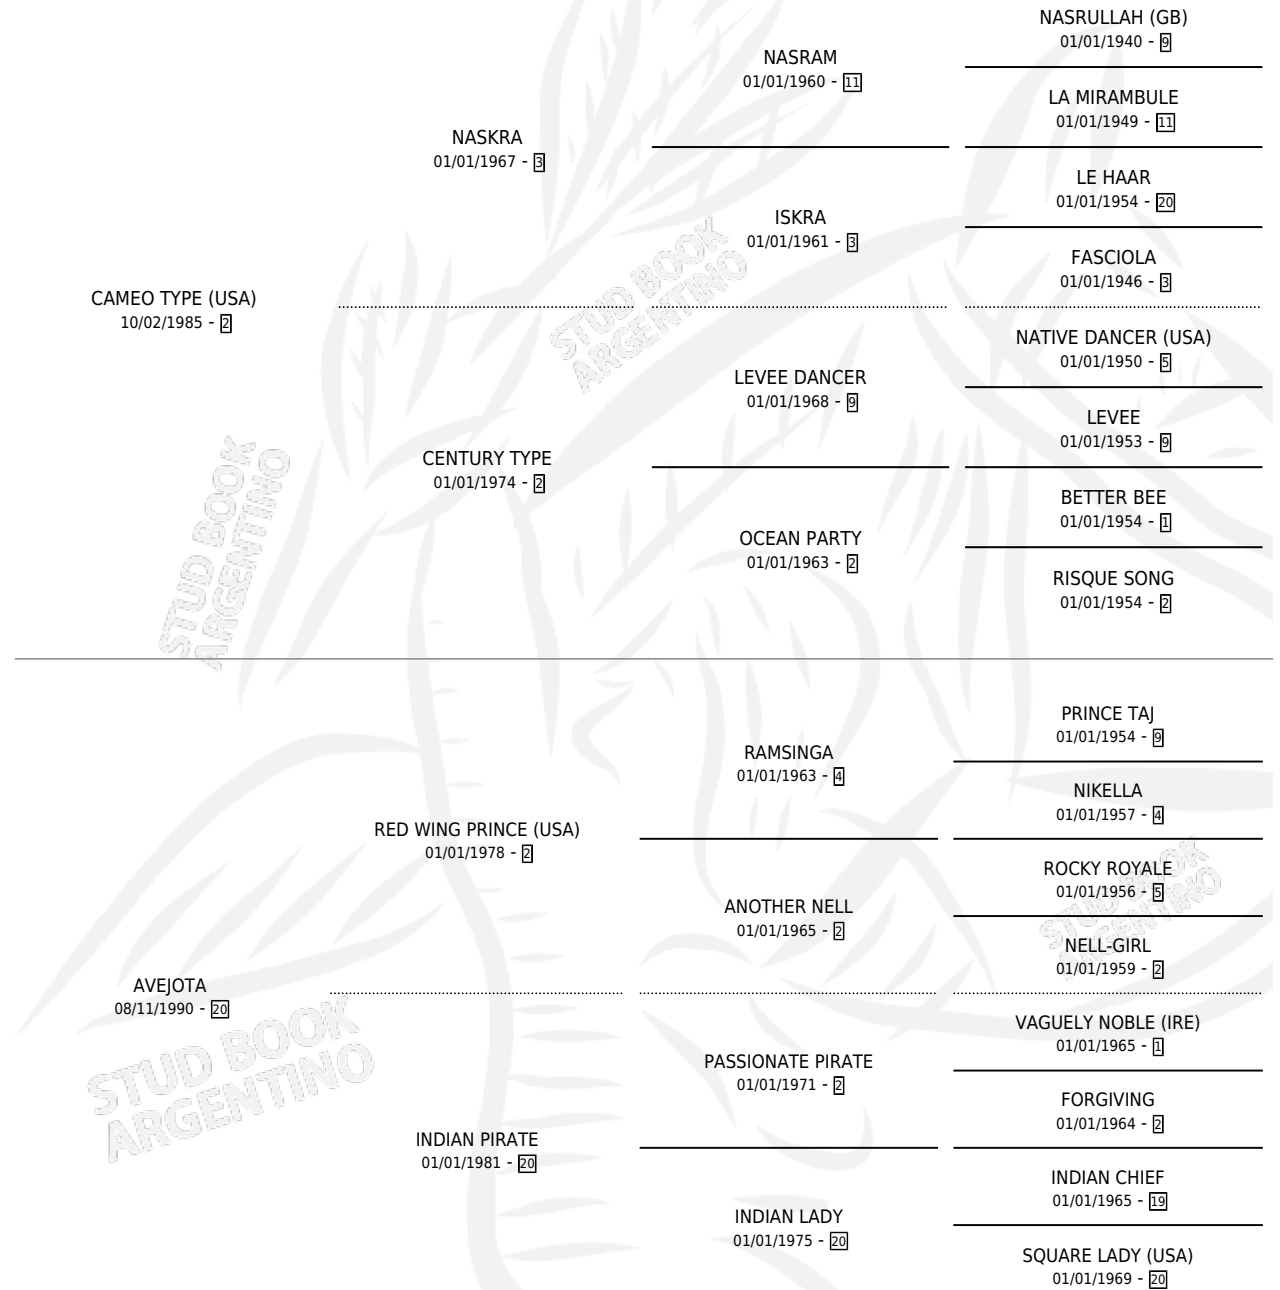 NASRULLAH (GB)
01/01/1940 - 9
NASRAM
01/01/1960 - 11
LA MIRAMBULE
01/01/1949 - 11
NASKRA
01/01/1967 - 3
LE HAAR
01/01/1954 - 20
ISKRA
01/01/1961 - 3
FASCIOLA
01/01/1946 - 3
CAMEO TYPE (USA)
10/02/1985 - 2
NATIVE DANCER (USA)
01/01/1950 - 5
LEVEE DANCER
01/01/1968 - 9
LEVEE
01/01/1953 - 9
CENTURY TYPE
01/01/1974 - 2
BETTER BEE
01/01/1954 - 1
OCEAN PARTY
01/01/1963 - 2
RISQUE SONG
01/01/1954 - 2
PRINCE TAJ
01/01/1954 - 9
RAMSINGA
01/01/1963 - 4
NIKELLA
01/01/1957 - 4
RED WING PRINCE (USA)
01/01/1978 - 2
ROCKY ROYALE
01/01/1956 - 5
ANOTHER NELL
01/01/1965 - 2
NELL-GIRL
01/01/1959 - 2
AVEJOTA
08/11/1990 - 20
VAGUELY NOBLE (IRE)
01/01/1965 - 1
PASSIONATE PIRATE
01/01/1971 - 2
FORGIVING
01/01/1964 - 2
INDIAN PIRATE
01/01/1981 - 20
INDIAN CHIEF
01/01/1965 - 19
INDIAN LADY
01/01/1975 - 20
SQUARE LADY (USA)
01/01/1969 - 20
STUD BOOK
ARGENTINO
STUD BOOK
ARGENTINO
STUD BOOK
ARGENTINO
STUD BOOK
ARGENTINO